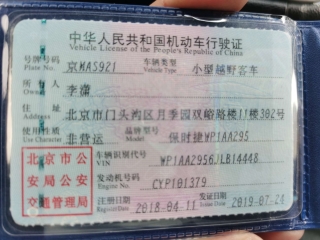 中华人民共和国机动车行驶证
Vehicle License of the People's Republic of China
号牌号码 京MA5921 车辆类型 小型越野客车
Plate No. Vehicle Type
所有人 李潇
Owner
住址 北京市门头沟区月季园双峪路楼11楼302号
Address
使用性质 非营运 品牌型号 保时捷WP1AA295
Use Character Model
北京市公 车辆识别代号 WP1AA2956JLB14448
VIN
安局公安 发动机号码 CYP101379
Engine No.
交通管理局 注册日期 2018-04-11 发证日期 2019-07-24
Register Date Issue Date